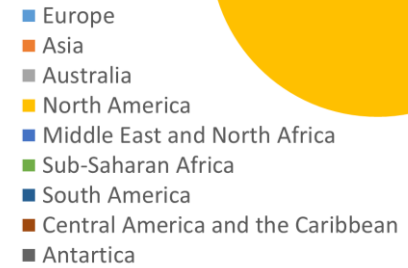 Europe
Asia
Australia
North America
Middle East and North Africa
Sub-Saharan Africa
South America
Central America and the Caribbean
Antartica